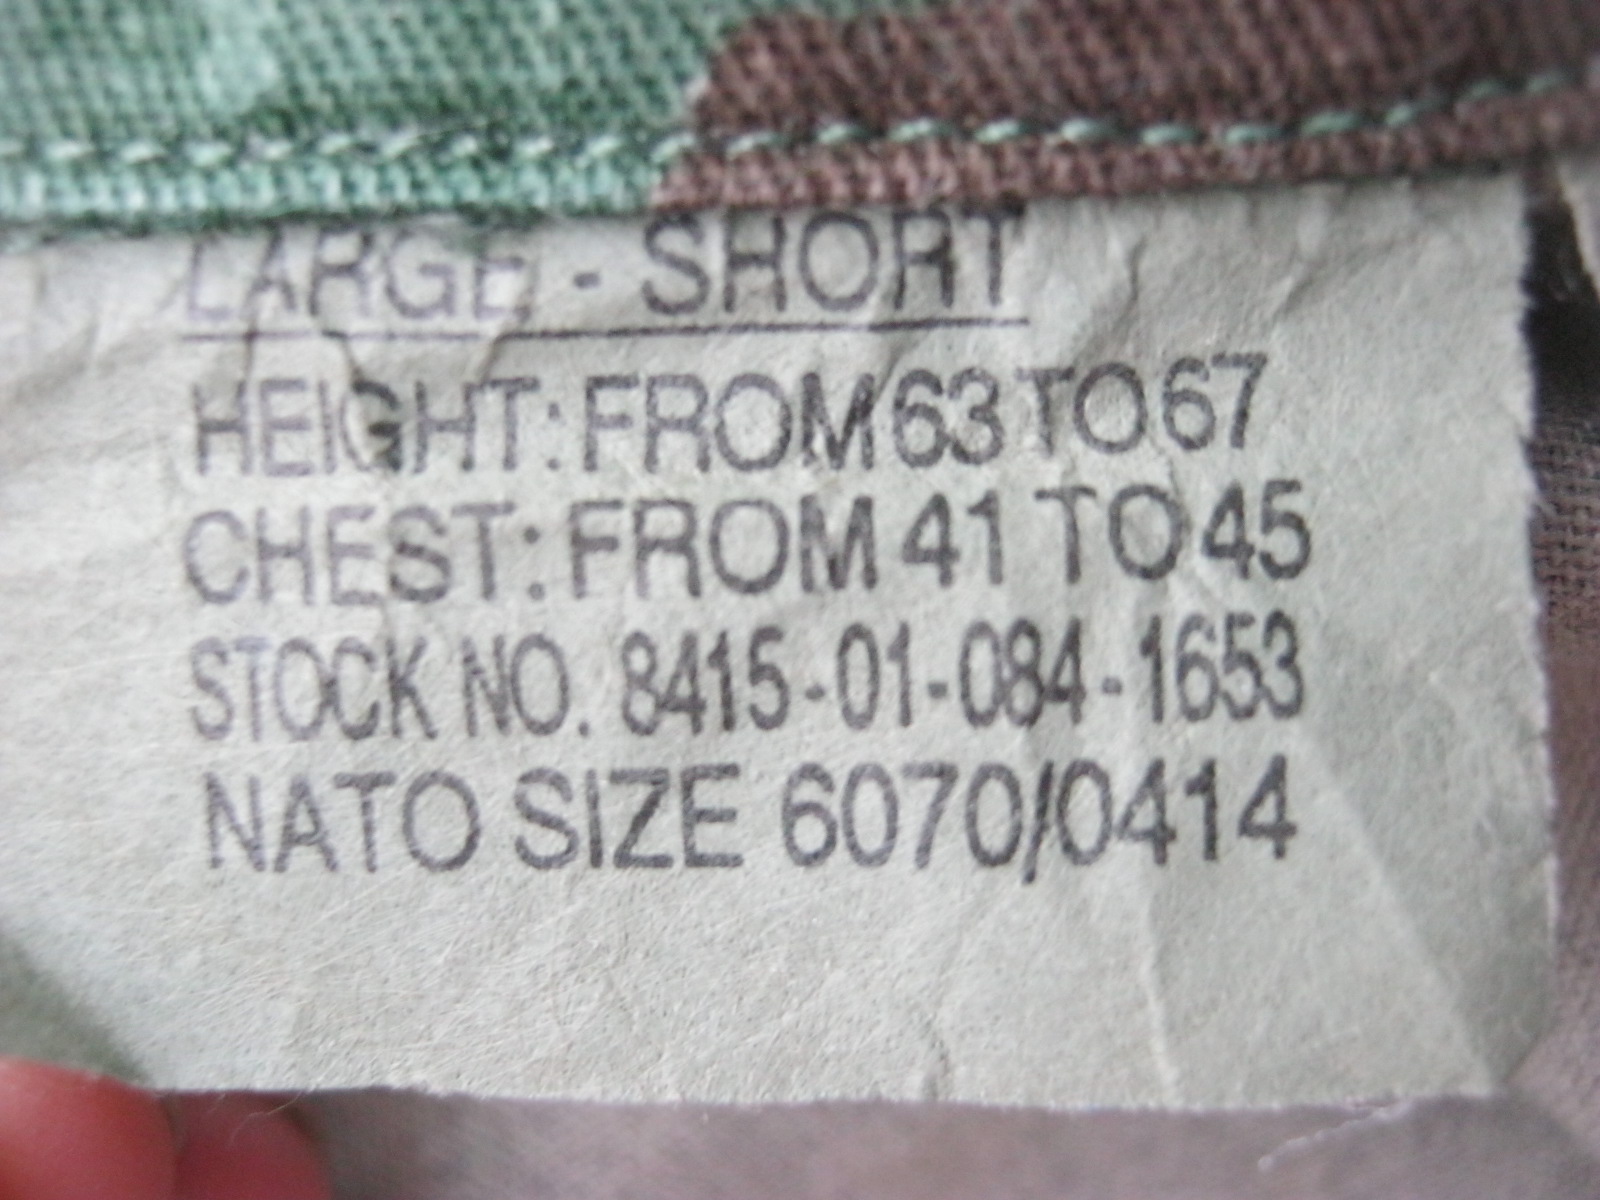 LARGE - SHORT
HEIGHT: FROM 63 TO 67
CHEST: FROM 41 TO 45
STOCK NO. 8415-01-084-1653
NATO SIZE 6070/0414